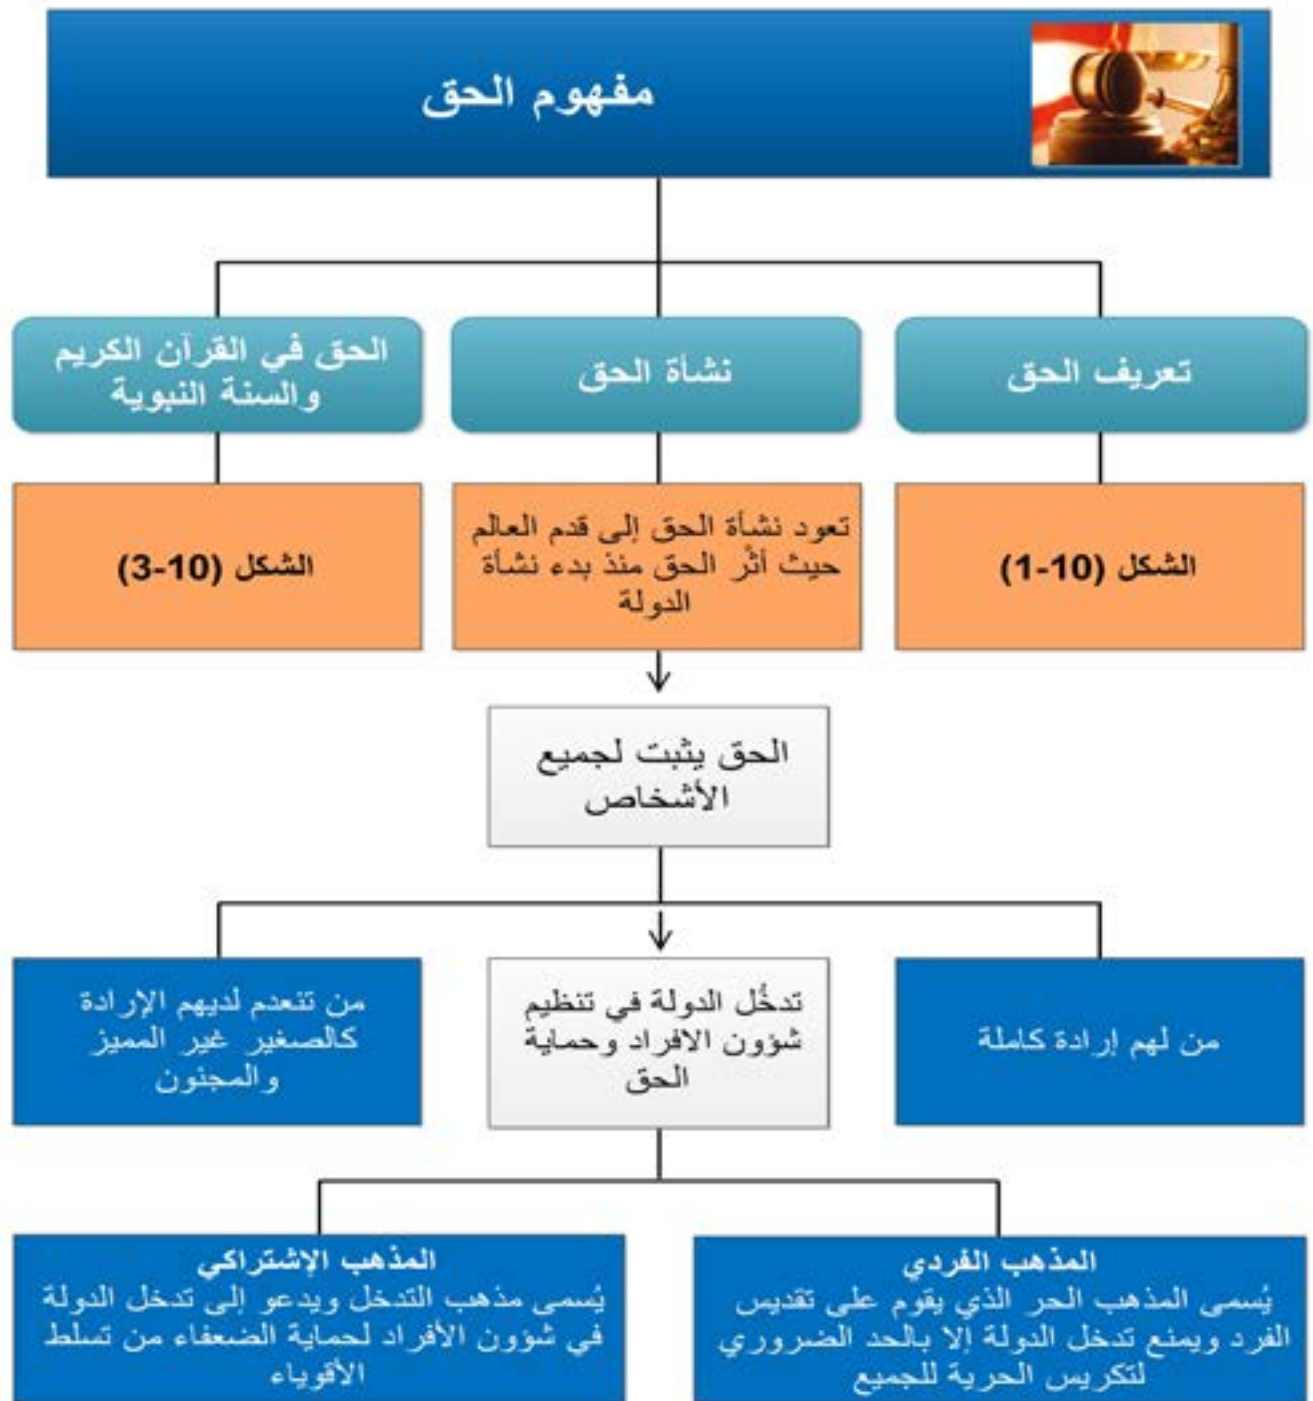 مفهوم الحق
تعريف الحق
نشأة الحق
الحق في القرآن الكريم
والسنة النبوية
الشكل (10-1)
تعود نشأة الحق إلى قدم العالم
حيث أثَّر الحق منذ بدء نشأة
الدولة
الشكل (10-3)
الحق يثبت لجميع
الأشخاص
من لهم إرادة كاملة
تدخُّل الدولة في تنظيم
شؤون الافراد وحماية
الحق
من تنعدم لديهم الإرادة
كالصغير غير المميز
والمجنون
المذهب الفردي
يُسمى المذهب الحر الذي يقوم على تقديس
الفرد ويمنع تدخل الدولة إلا بالحد الضروري
لتكريس الحرية للجميع
المذهب الإشتراكي
يُسمى مذهب التدخل ويدعو إلى تدخل الدولة
في شؤون الأفراد لحماية الضعفاء من تسلط
الأقوياء